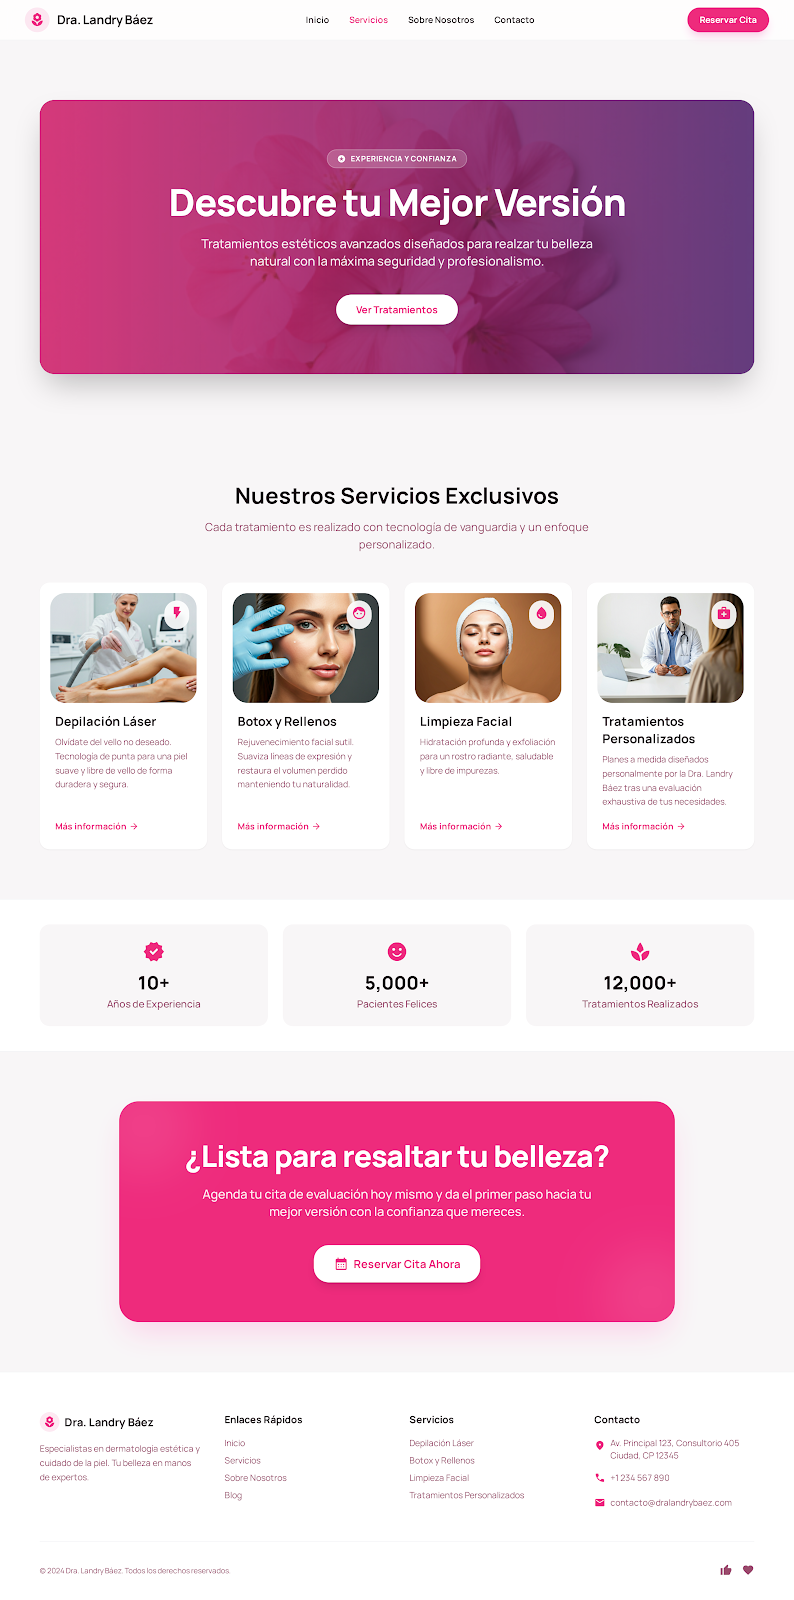 Dra. Landry Báez
Inicio
Servicios
Sobre Nosotros
Contacto
Reservar Cita
EXPERIENCIA Y CONFIANZA
Descubre tu Mejor Versión
Tratamientos estéticos avanzados diseñados para realzar tu belleza
natural con la máxima seguridad y profesionalismo.
Ver Tratamientos
Nuestros Servicios Exclusivos
Cada tratamiento es realizado con tecnología de vanguardia y un enfoque
personalizado.
Depilación Láser
Olvídate del vello no deseado.
Tecnología de punta para una piel
suave y libre de vello de forma
duradera y segura.
Más información →
Botox y Rellenos
Rejuvenecimiento facial sutil.
Suaviza líneas de expresión y
restaura el volumen perdido
manteniendo tu naturalidad.
Más información →
Limpieza Facial
Hidratación profunda y exfoliación
para un rostro radiante, saludable
y libre de impurezas.
Más información →
Tratamientos
Personalizados
Planes a medida diseñados
personalmente por la Dra. Landry
Báez tras una evaluación
exhaustiva de tus necesidades.
Más información →
10+
Años de Experiencia
5,000+
Pacientes Felices
12,000+
Tratamientos Realizados
¿Lista para resaltar tu belleza?
Agenda tu cita de evaluación hoy mismo y da el primer paso hacia tu
mejor versión con la confianza que mereces.
Reservar Cita Ahora
Dra. Landry Báez
Especialistas en dermatología estética y
cuidado de la piel. Tu belleza en manos
de expertos.
Enlaces Rápidos
Inicio
Servicios
Sobre Nosotros
Blog
Servicios
Depilación Láser
Botox y Rellenos
Limpieza Facial
Tratamientos Personalizados
Contacto
Av. Principal 123, Consultorio 405
Ciudad, CP 12345
+1 234 567 890
contacto@dralandrybaez.com
© 2024 Dra. Landry Báez. Todos los derechos reservados.